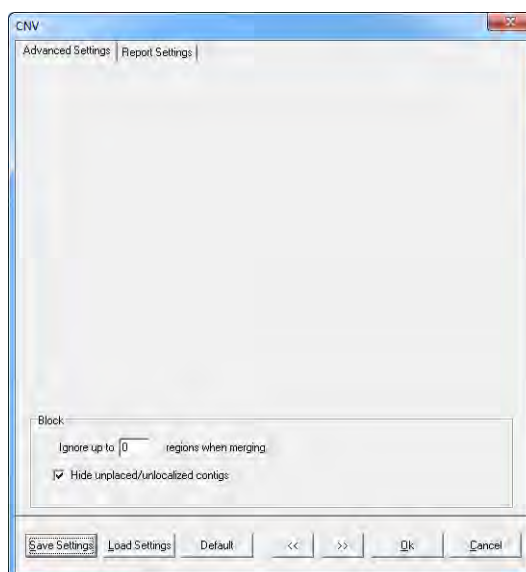 CNV
Advanced Settings Report Settings
Block
Ignore up to 0 regions when merging.
Hide unplaced/unlocalized contigs
Save Settings Load Settings Default << >> Ok Cancel